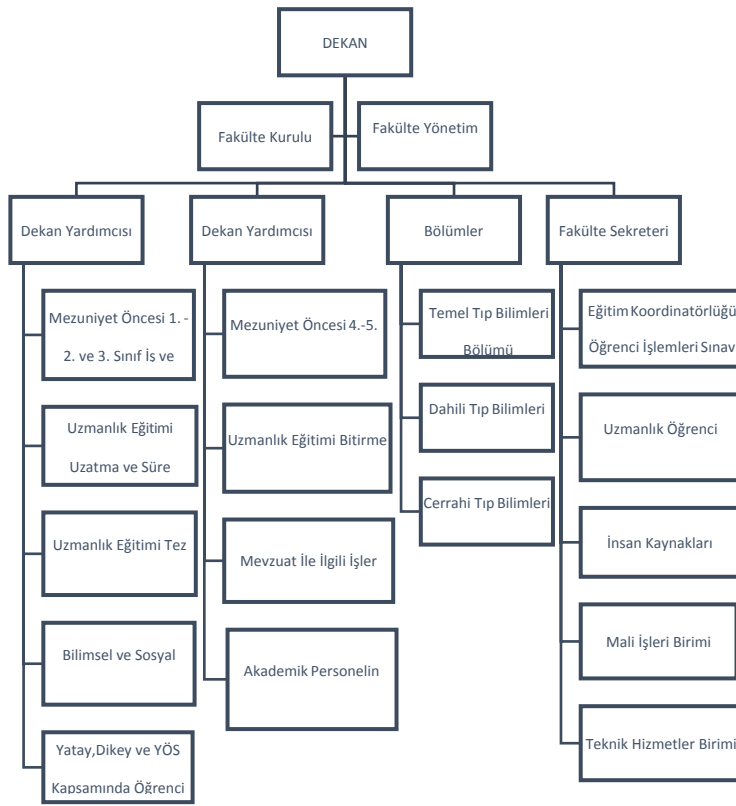 DEKAN
Fakülte Kurulu
Fakülte Yönetim
Dekan Yardımcısı
Dekan Yardımcısı
Bölümler
Fakülte Sekreteri
Mezuniyet Öncesi 1. -
2. ve 3. Sınıf İş ve
Uzmanlık Eğitimi
Uzatma ve Süre
Uzmanlık Eğitimi Tez
Bilimsel ve Sosyal
Yatay,Dikey ve YÖS
Kapsamında Öğrenci
Mezuniyet Öncesi 4.-5.
Uzmanlık Eğitimi Bitirme
Mevzuat İle İlgili İşler
Akademik Personelin
Temel Tıp Bilimleri
Bölümü
Dahili Tıp Bilimleri
Cerrahi Tıp Bilimleri
Eğitim Koordinatörlüğü
Öğrenci İşlemleri Sınav
Uzmanlık Öğrenci
İnsan Kaynakları
Mali İşleri Birimi
Teknik Hizmetler Birimi